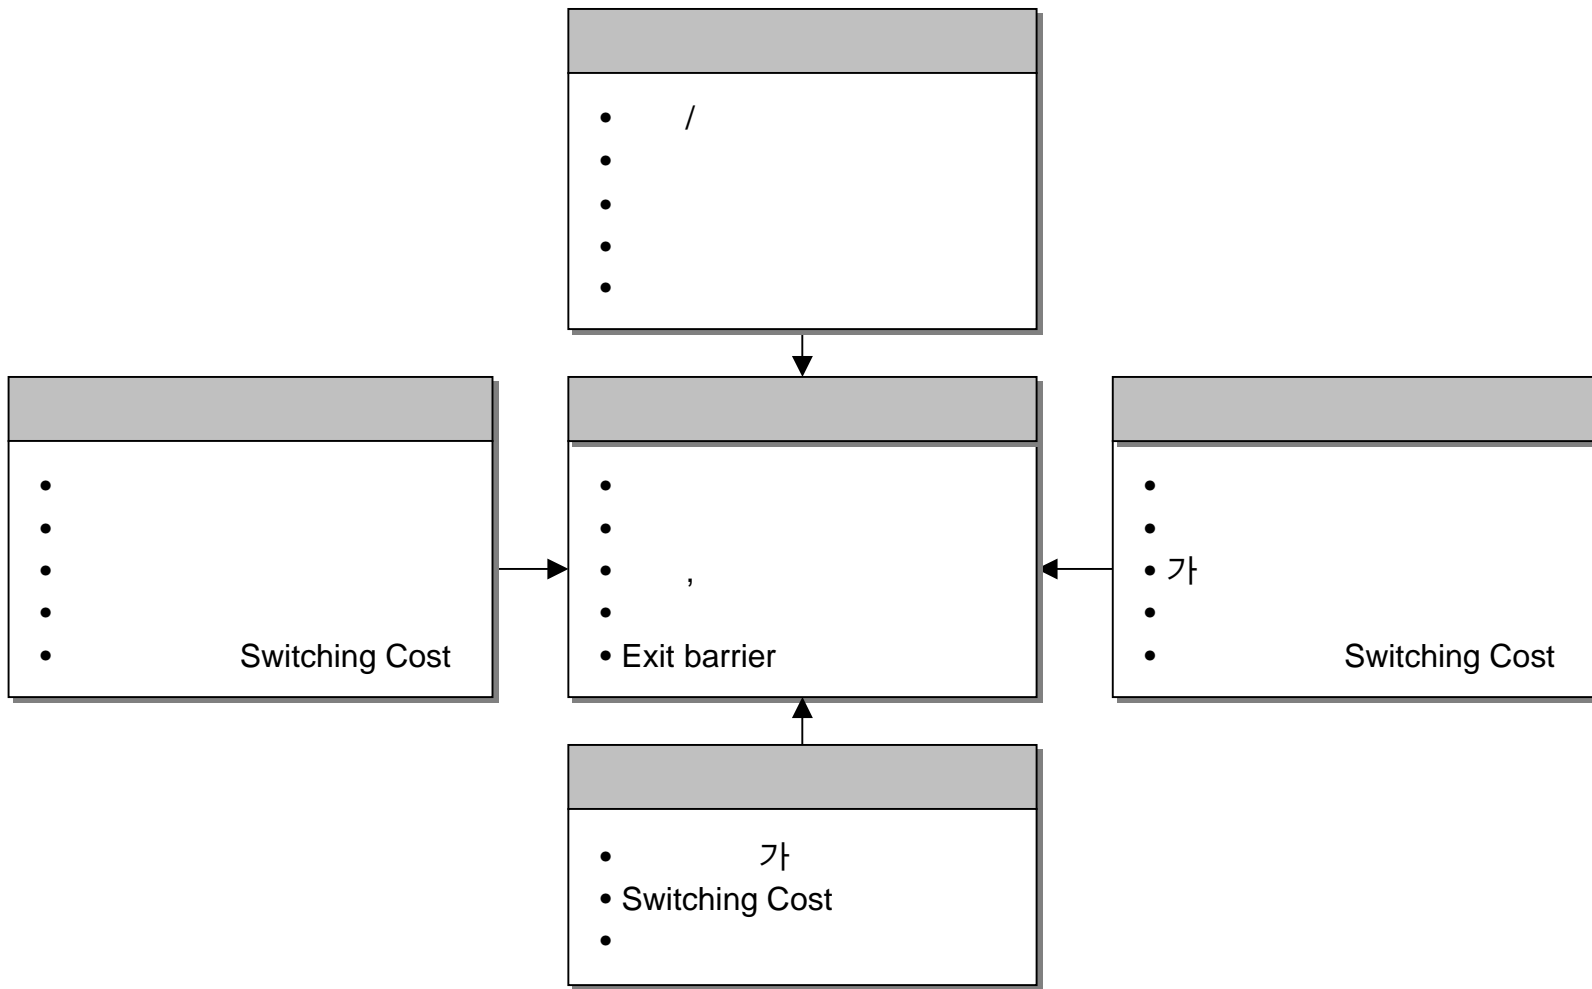 • /
•
•
•
•
•
•
•
•
• Switching Cost
•
•
• ,
•
• Exit barrier
•
•
• 가
•
• Switching Cost
• 가
• Switching Cost
•